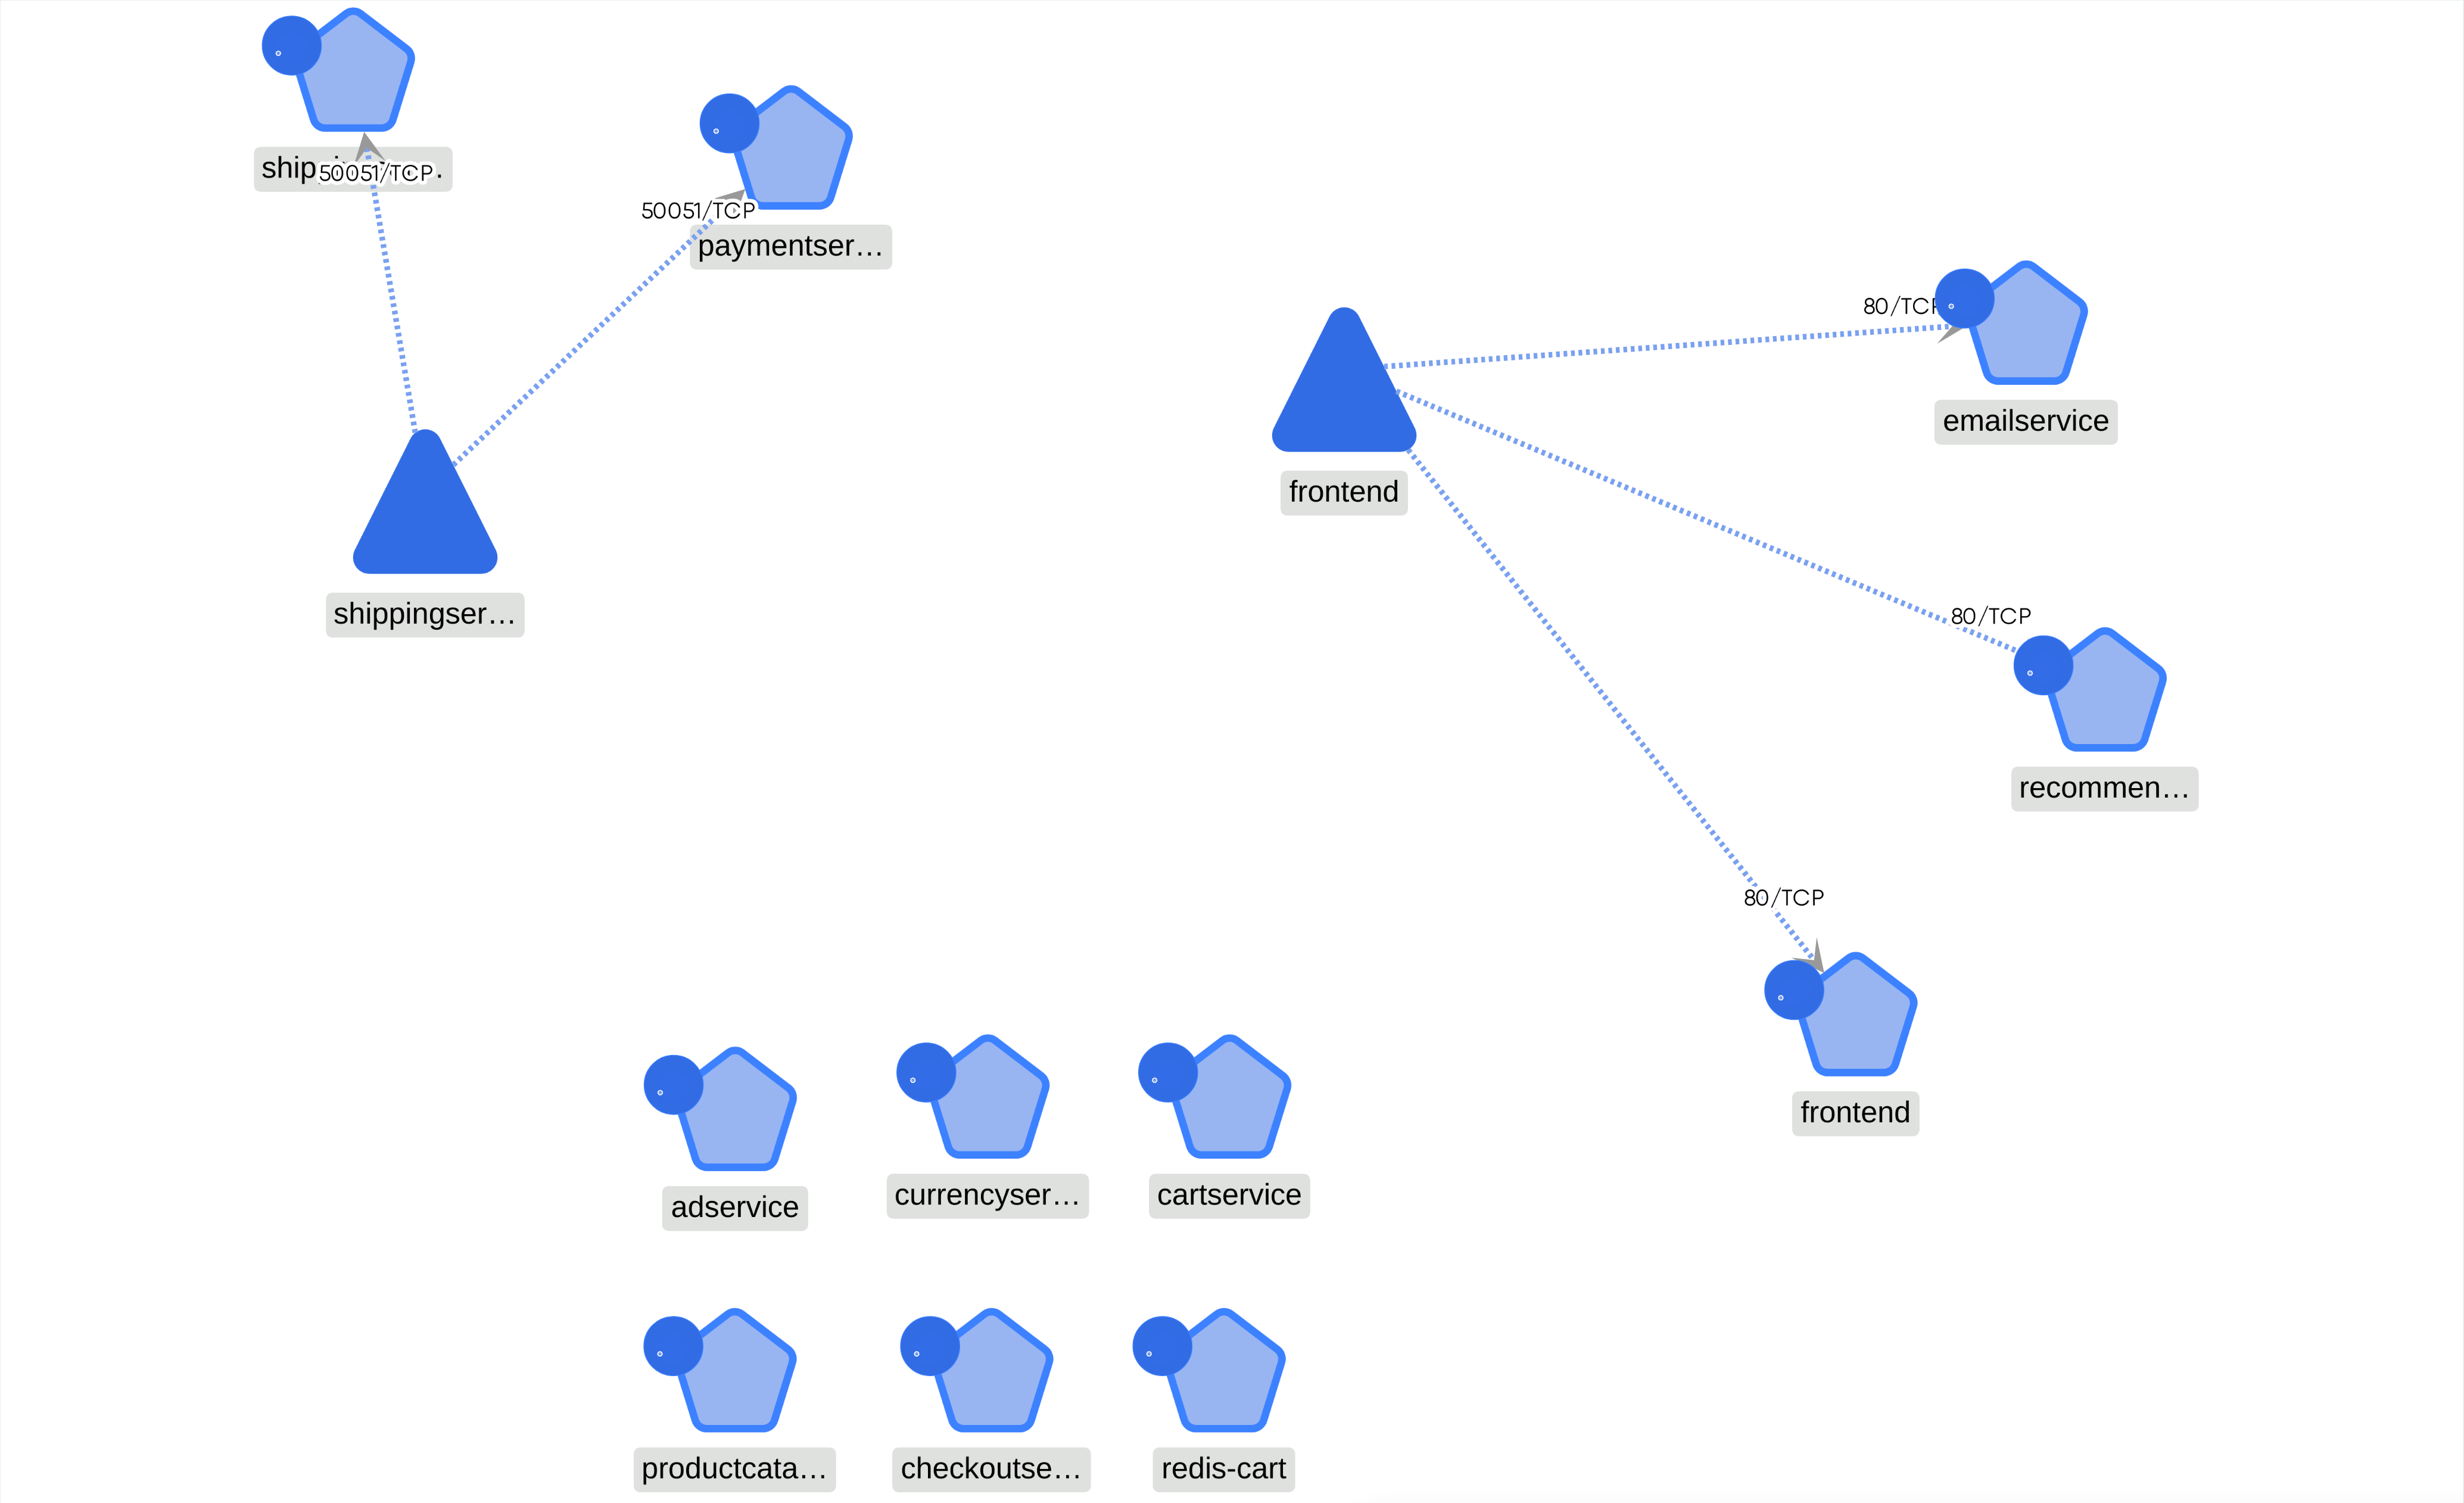 50051/TCP
50051/TCP
paymentser…
80/TCP
emailservice
frontend
shippingser…
80/TCP
recommen…
80/TCP
frontend
adservice
currencyser…
cartservice
productcata…
checkoutse…
redis-cart